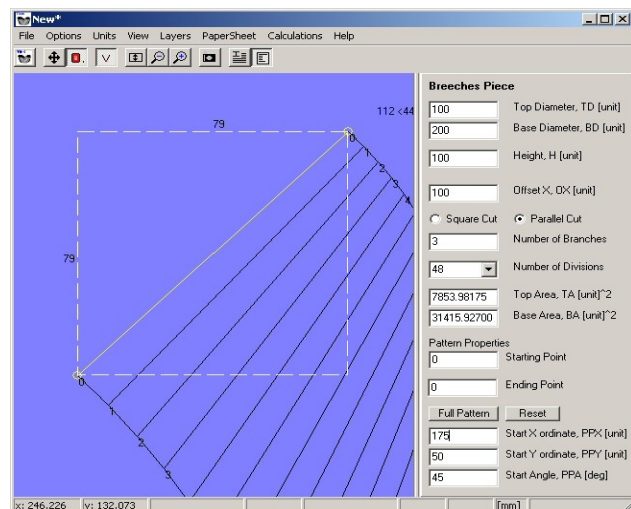 New*
File Options Units View Layers PaperSheet Calculations Help
112 <44
79
79
0
1
2
3
4
0
1
2
3
Breeches Piece
100 Top Diameter, TD [unit]
200 Base Diameter, BD [unit]
100 Height, H [unit]
100 Offset X, OX [unit]
Square Cut Parallel Cut
3 Number of Branches
48 Number of Divisions
7853.98175 Top Area, TA [unit]^2
31415.92700 Base Area, BA [unit]^2
Pattern Properties
0 Starting Point
0 Ending Point
Full Pattern Reset
175 Start X ordinate, PPX [unit]
50 Start Y ordinate, PPY [unit]
45 Start Angle, PPA [deg]
x: 246.226 y: 132.073 [mm]